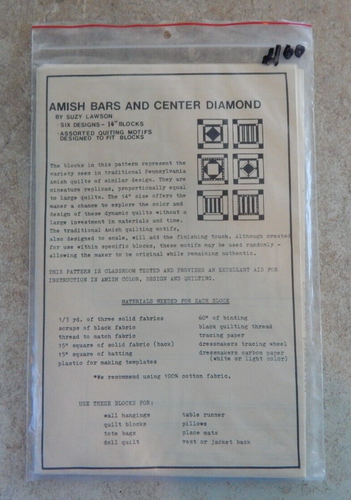 4/00
AMISH BARS AND CENTER DIAMOND
BY SUZY LAWSON
· SIX DESIGNS - 14" BLOCKS
· ASSORTED QUITING MOTIFS
DESIGNED TO FIT BLOCKS
The blocks in this pattern represent the
variety seen in traditional Pennsylvania
Amish quilts of similar design. They are
mineature replicas, proportionally equal
to large quilts. The 14" size offers the
maker a chance to explore the color and
design of these dynamic quilts without a
large investment in materials and time.
The traditional Amish quilting motifs,
also designed to scale, will add the finishing touch. Although created
for use within specific blocks, these motifs may be used randomly -
allowing the maker to be original while remaining authentic.
THIS PATTERN IS CLASSROOM TESTED AND PROVIDES AN EXCELLENT AID FOR
INSTRUCTION IN AMISH COLOR, DESIGN AND QUILTING.
MATERIALS NEEDED FOR EACH BLOCK
1/3 yd. of three solid fabrics
scraps of black fabric
thread to match fabric
15" square of solid fabric (back)
15" square of batting
plastic for making templates
60" of binding
black quilting thread
tracing paper
dressmakers tracing wheel
dressmakers carbon paper
(white or light color)
*We recommend using 100% cotton fabric.
USE THESE BLOCKS FOR:
wall hangings
quilt blocks
tote bags
doll quilt
table runner
pillows
place mats
vest or jacket back